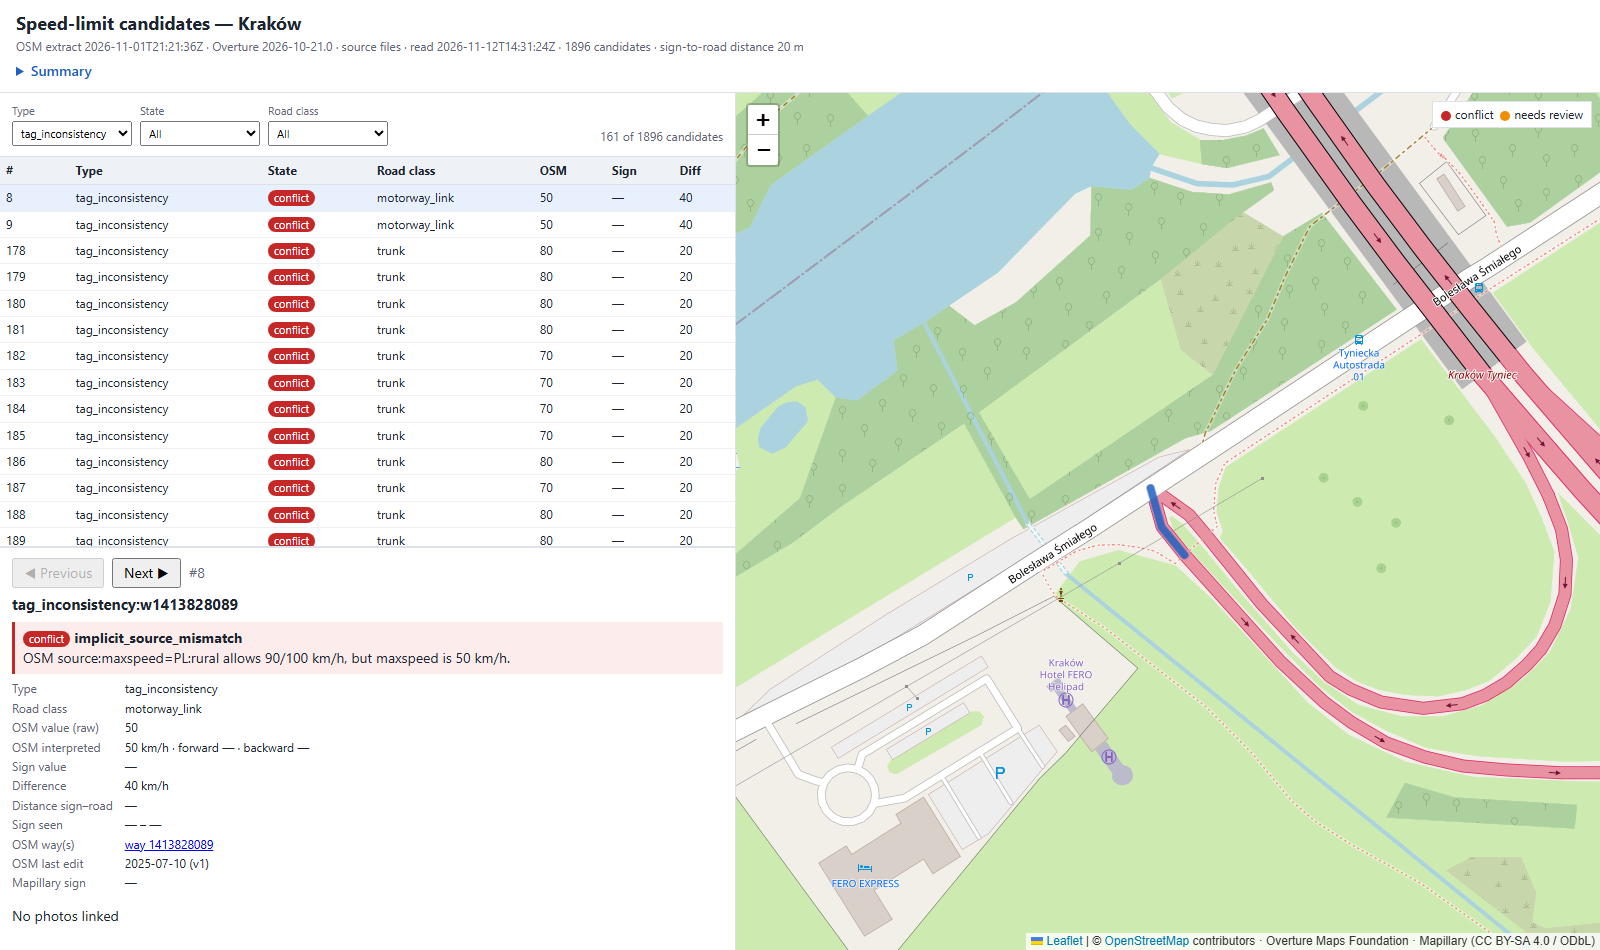 Speed-limit candidates — Kraków
OSM extract 2026-11-01T21:21:36Z · Overture 2026-10-21.0 · source files · read 2026-11-12T14:31:24Z · 1896 candidates · sign-to-road distance 20 m
▶ Summary
Type State Road class
tag_inconsistency All All 161 of 1896 candidates
# Type State Road class OSM Sign Diff
8 tag_inconsistency conflict motorway_link 50 — 40
9 tag_inconsistency conflict motorway_link 50 — 40
178 tag_inconsistency conflict trunk 80 — 20
179 tag_inconsistency conflict trunk 80 — 20
180 tag_inconsistency conflict trunk 80 — 20
181 tag_inconsistency conflict trunk 80 — 20
182 tag_inconsistency conflict trunk 70 — 20
183 tag_inconsistency conflict trunk 70 — 20
184 tag_inconsistency conflict trunk 70 — 20
185 tag_inconsistency conflict trunk 70 — 20
186 tag_inconsistency conflict trunk 80 — 20
187 tag_inconsistency conflict trunk 70 — 20
188 tag_inconsistency conflict trunk 80 — 20
189 tag_inconsistency conflict trunk 80 — 20
◀ Previous Next ▶ #8
tag_inconsistency:w1413828089
conflict implicit_source_mismatch
OSM source:maxspeed=PL:rural allows 90/100 km/h, but maxspeed is 50 km/h.
Type tag_inconsistency
Road class motorway_link
OSM value (raw) 50
OSM interpreted 50 km/h · forward — · backward —
Sign value —
Difference 40 km/h
Distance sign–road —
Sign seen — – —
OSM way(s) way 1413828089
OSM last edit 2025-07-10 (v1)
Mapillary sign —
No photos linked
+
−
conflict needs review
Bolesława Śmiałego
Tyniecka
Autostrada
01
Kraków Tyniec
Bolesława Śmiałego
P
Kraków
Hotel FERO
Helipad
H
P
P
H
P
FERO EXPRESS
Leaflet | © OpenStreetMap contributors · Overture Maps Foundation · Mapillary (CC BY-SA 4.0 / ODbL)